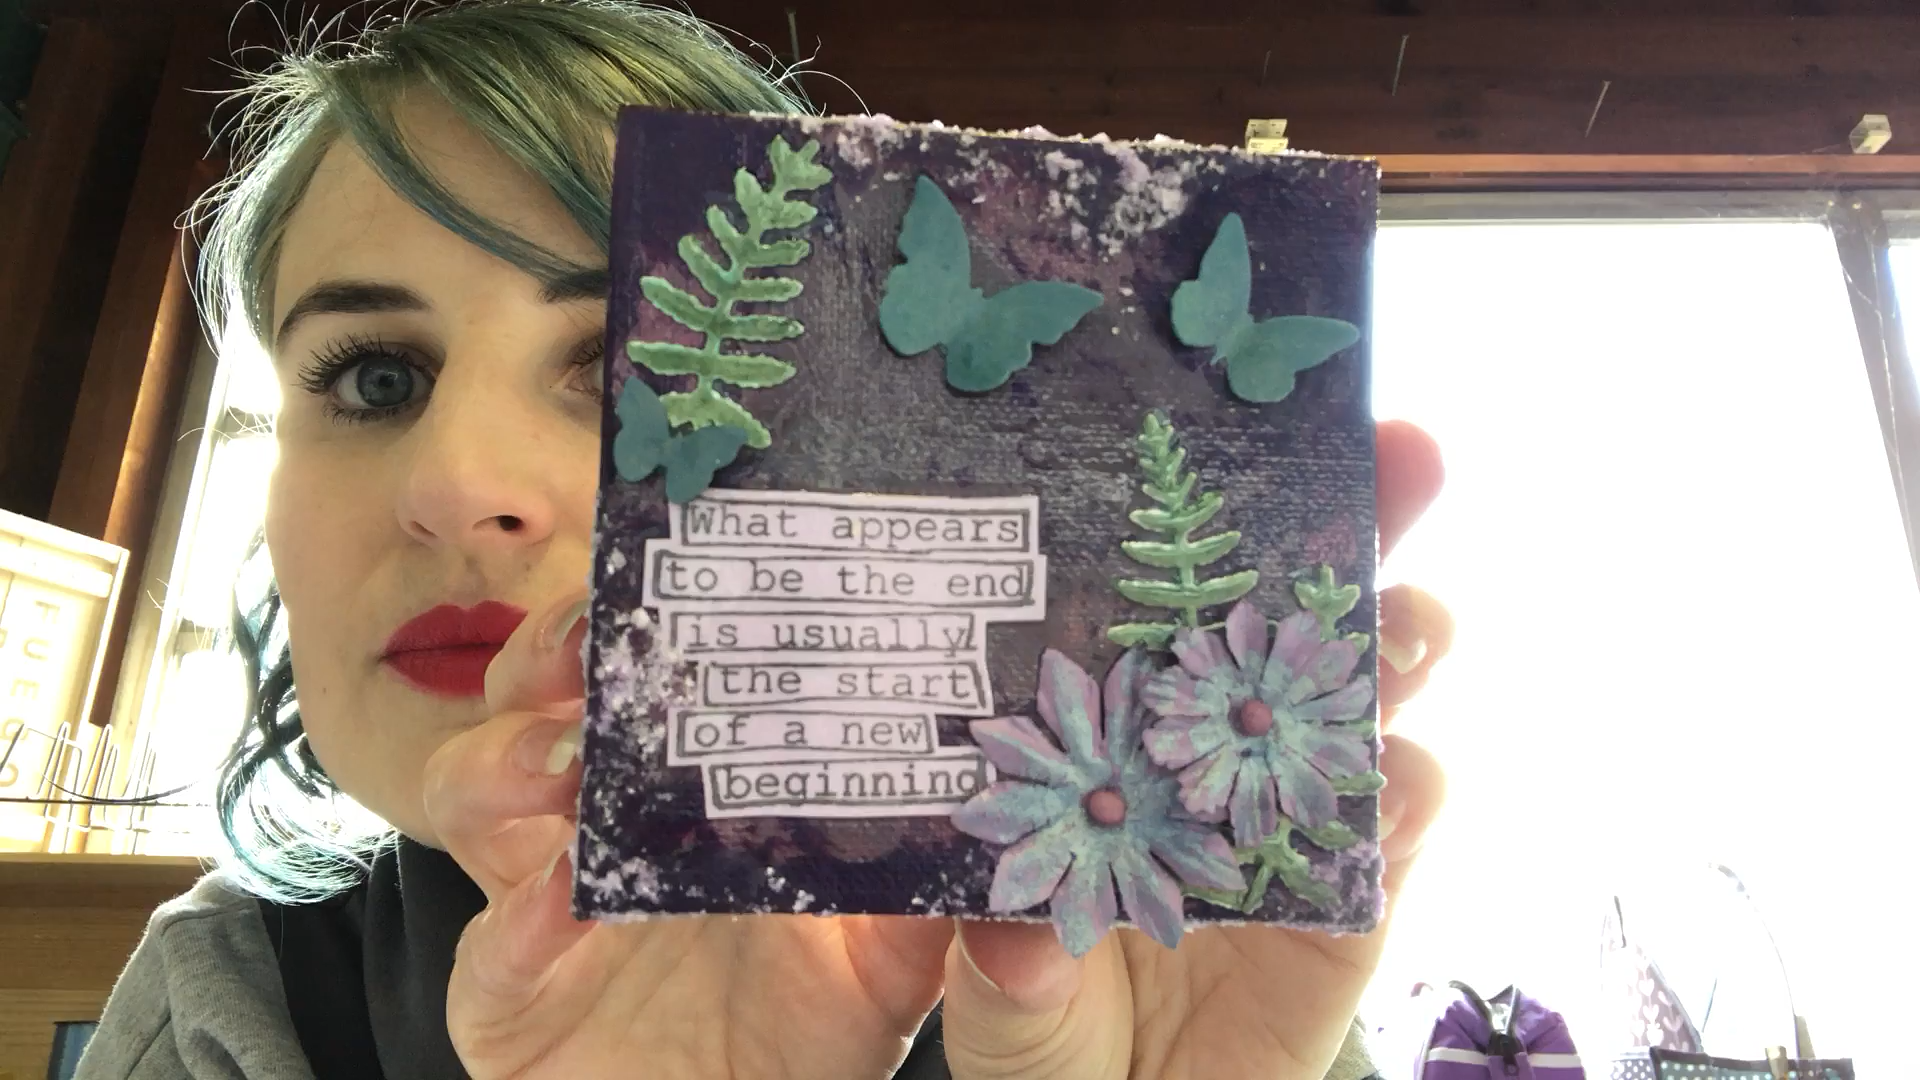 What appears
to be the end
is usually
the start
of a new
beginning